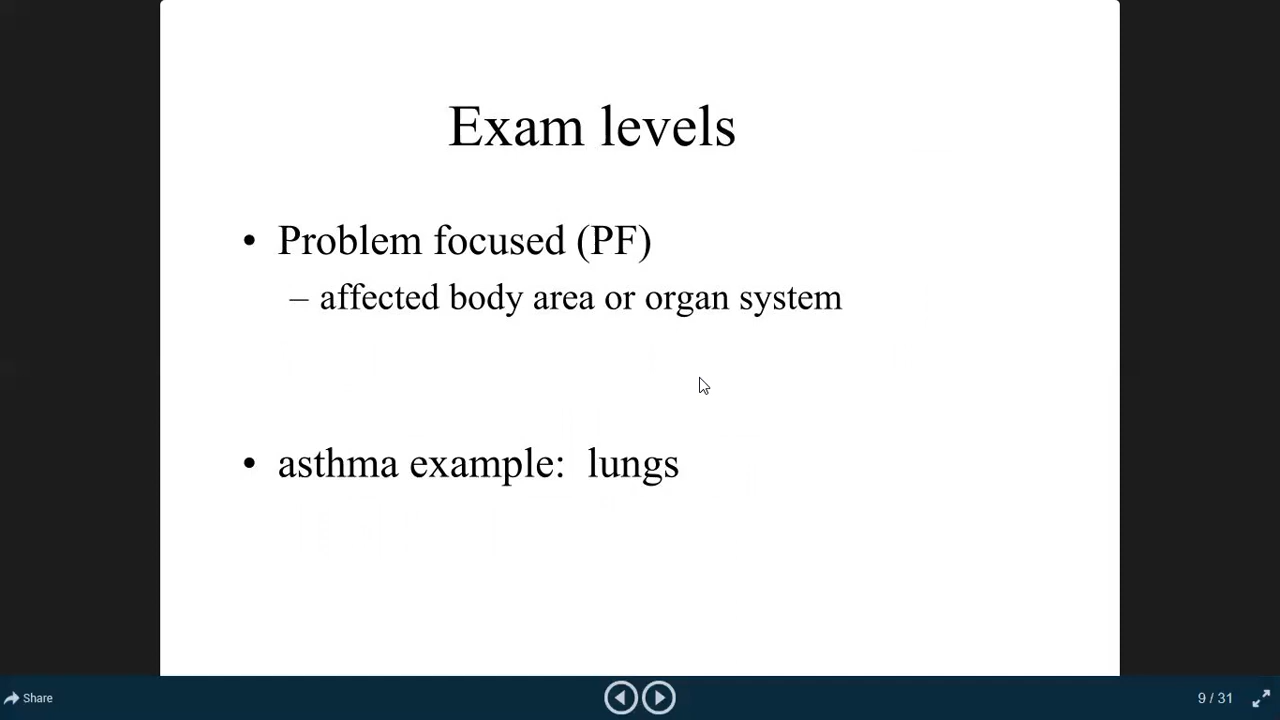 Exam levels
• Problem focused (PF)
– affected body area or organ system
• asthma example: lungs
Share
9 / 31